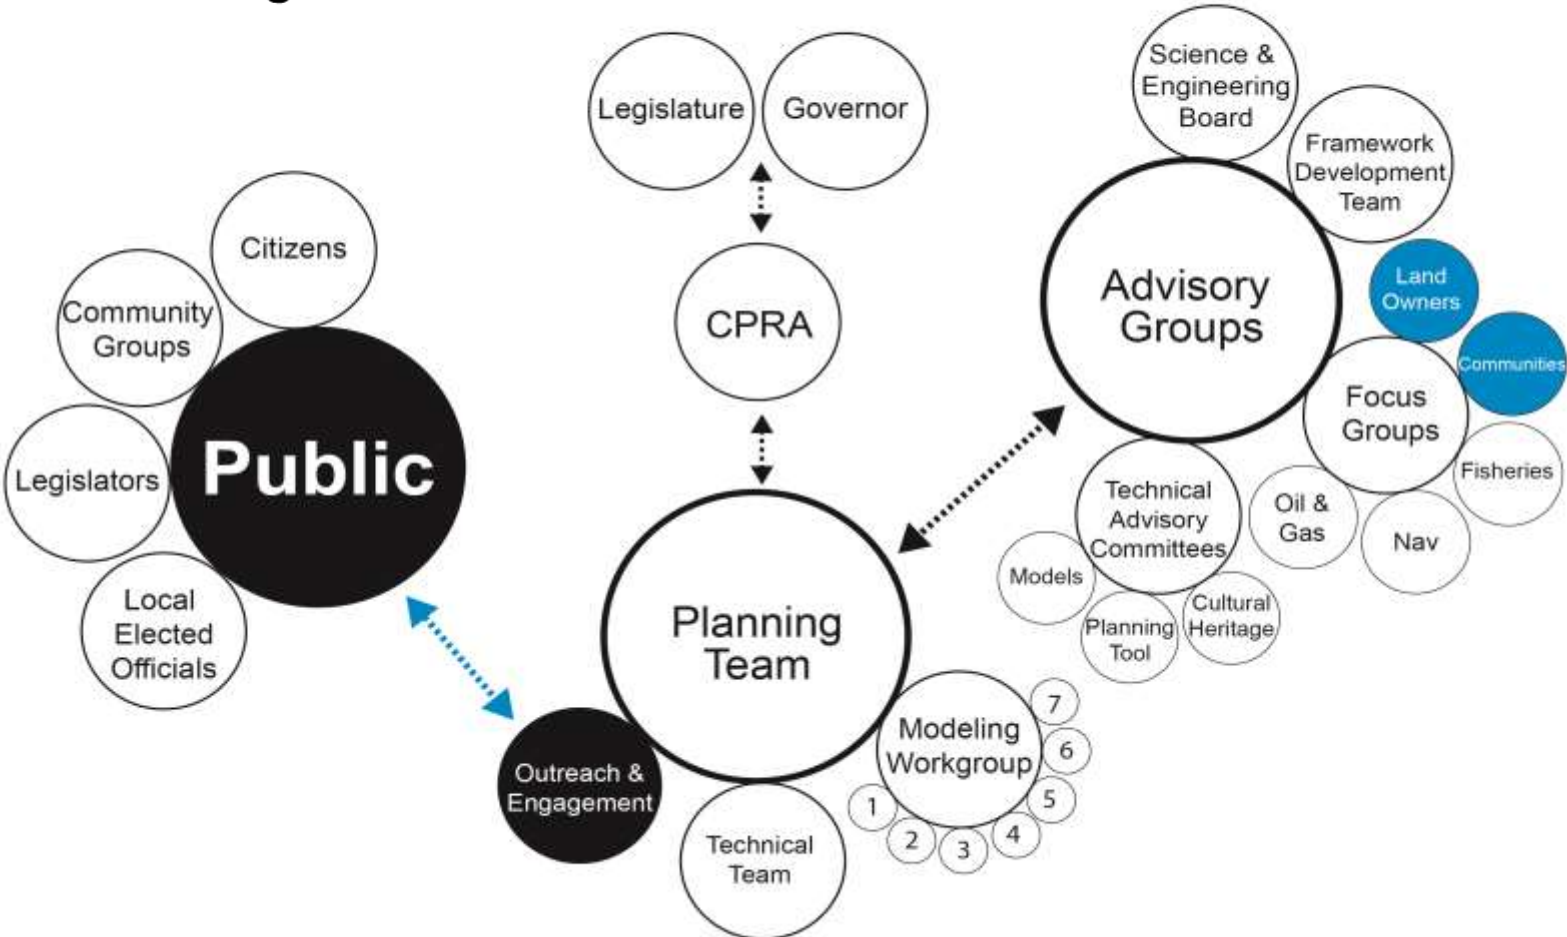 Legislature
Governor
CPRA
Citizens
Community
Groups
Legislators
Local
Elected
Officials
Public
Outreach &
Engagement
Planning
Team
Technical
Team
Modeling
Workgroup
1
2
3
4
5
6
7
Science &
Engineering
Board
Framework
Development
Team
Advisory
Groups
Land
Owners
Communities
Focus
Groups
Fisheries
Nav
Oil &
Gas
Technical
Advisory
Committees
Models
Planning
Tool
Cultural
Heritage